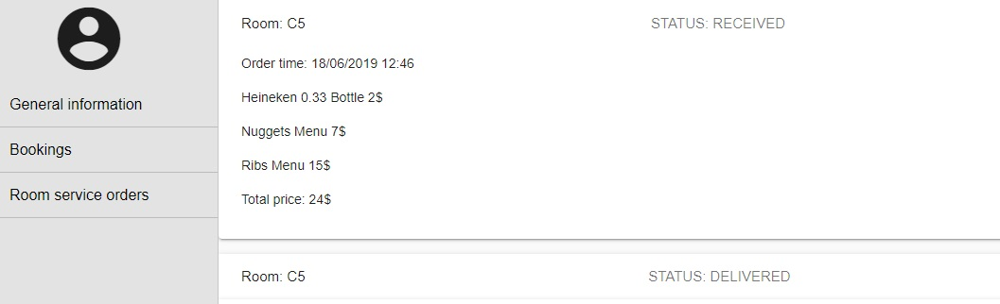 General information
Bookings
Room service orders
Room: C5 STATUS: RECEIVED
Order time: 18/06/2019 12:46
Heineken 0.33 Bottle 2$
Nuggets Menu 7$
Ribs Menu 15$
Total price: 24$
Room: C5 STATUS: DELIVERED